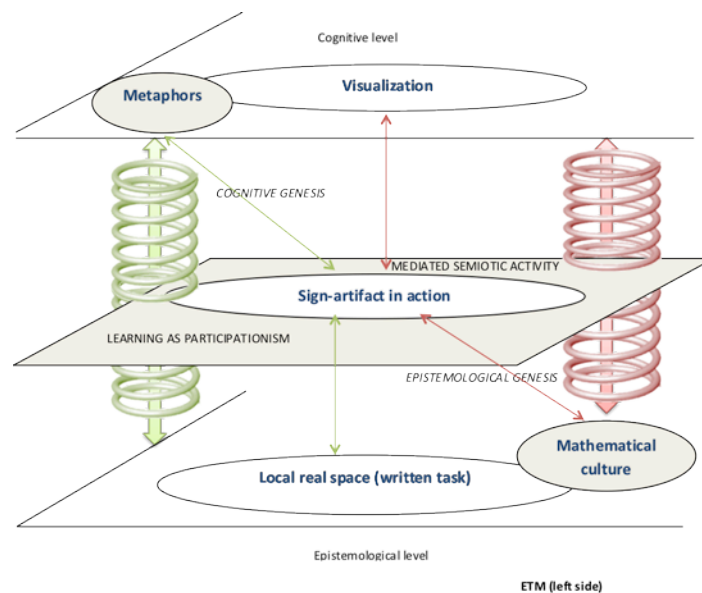 Cognitive level
Visualization
Metaphors
COGNITIVE GENESIS
MEDIATED SEMIOTIC ACTIVITY
Sign-artifact in action
LEARNING AS PARTICIPATIONISM
EPISTEMOLOGICAL GENESIS
Mathematical
culture
Local real space (written task)
Epistemological level
ETM (left side)